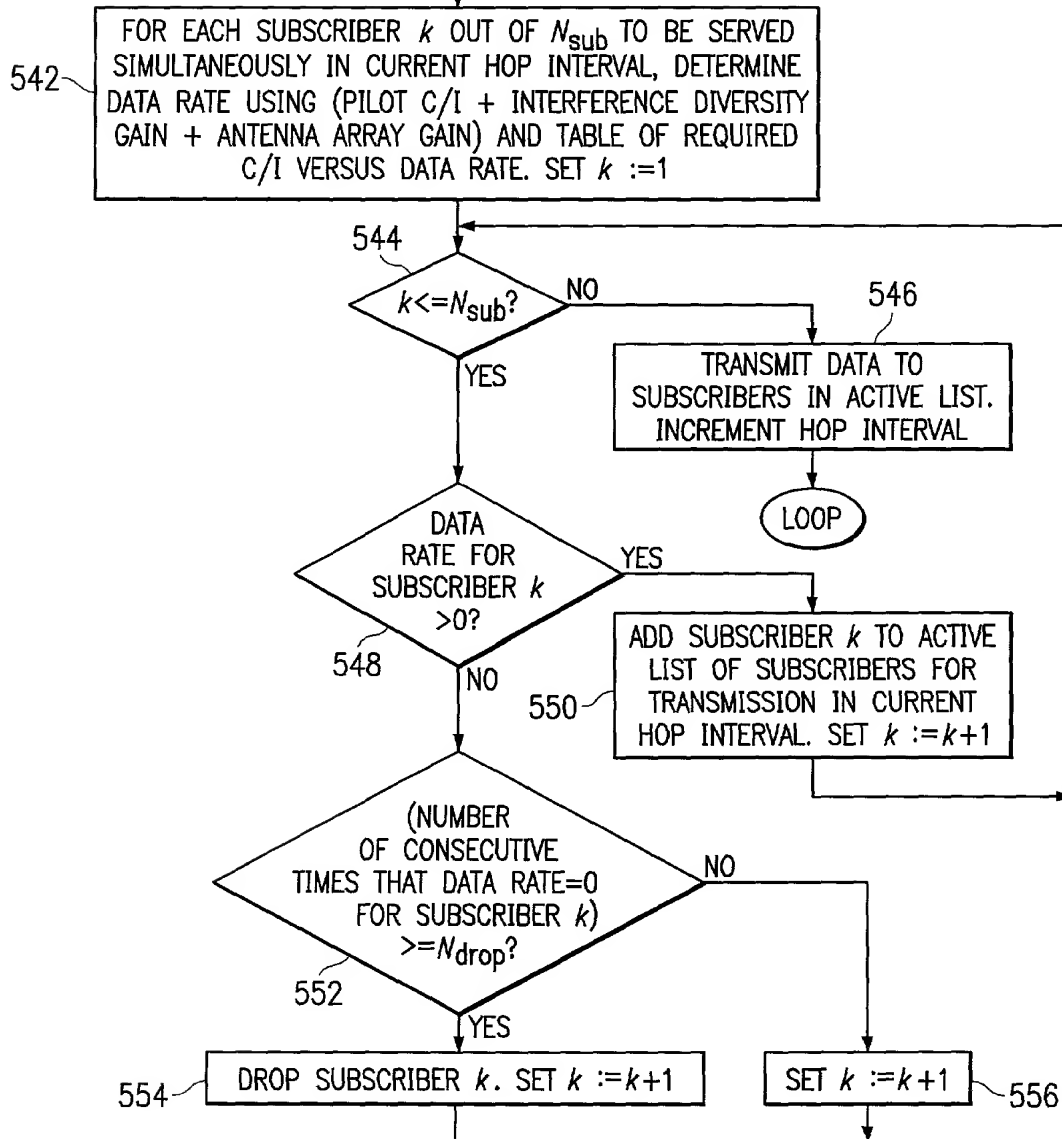 FOR EACH SUBSCRIBER k OUT OF Nsub TO BE SERVED
SIMULTANEOUSLY IN CURRENT HOP INTERVAL, DETERMINE
DATA RATE USING (PILOT C/I + INTERFERENCE DIVERSITY
GAIN + ANTENNA ARRAY GAIN) AND TABLE OF REQUIRED
C/I VERSUS DATA RATE. SET k :=1
542
544
k<=Nsub?
NO
YES
546
TRANSMIT DATA TO
SUBSCRIBERS IN ACTIVE LIST.
INCREMENT HOP INTERVAL
LOOP
DATA
RATE FOR
SUBSCRIBER k
>0?
YES
548
NO
ADD SUBSCRIBER k TO ACTIVE
LIST OF SUBSCRIBERS FOR
TRANSMISSION IN CURRENT
HOP INTERVAL. SET k :=k+1
550
(NUMBER
OF CONSECUTIVE
TIMES THAT DATA RATE=0
FOR SUBSCRIBER k)
>=Ndrop?
NO
552
YES
DROP SUBSCRIBER k. SET k :=k+1
554
SET k :=k+1
556